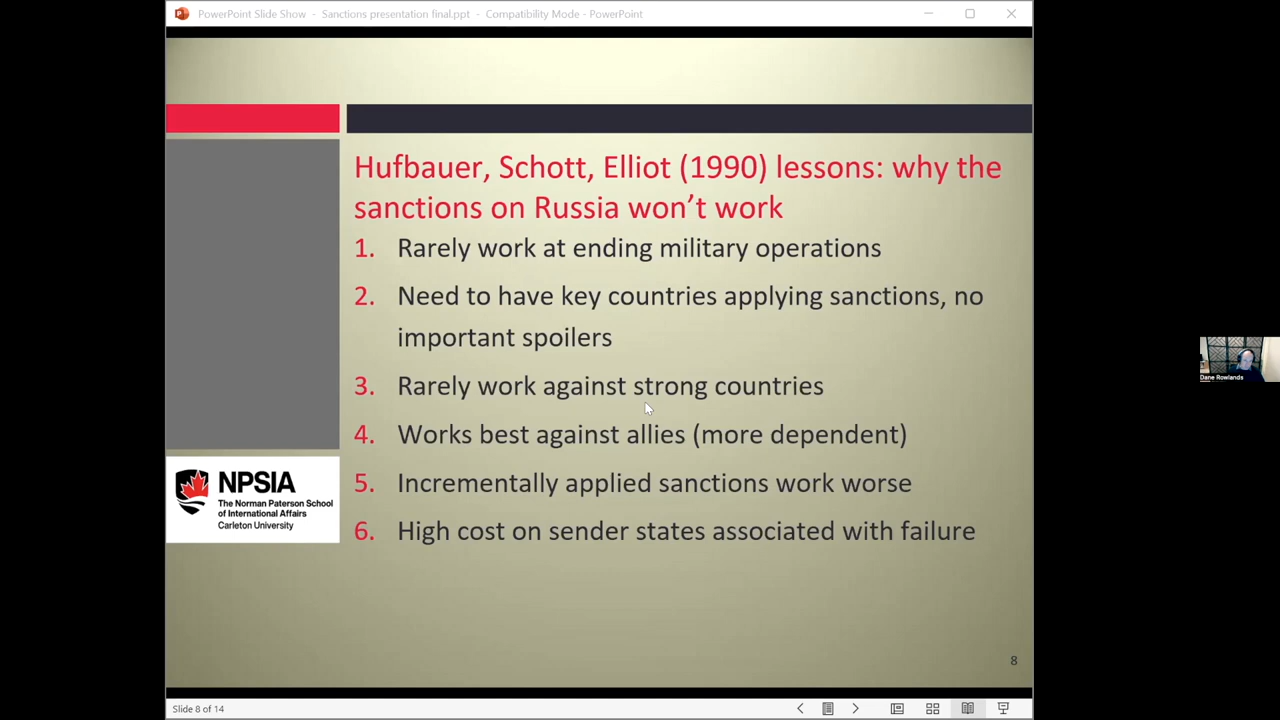 PowerPoint Slide Show - Sanctions presentation final.ppt - Compatibility Mode - PowerPoint
Hufbauer, Schott, Elliot (1990) lessons: why the
sanctions on Russia won’t work
1. Rarely work at ending military operations
2. Need to have key countries applying sanctions, no
important spoilers
3. Rarely work against strong countries
4. Works best against allies (more dependent)
5. Incrementally applied sanctions work worse
6. High cost on sender states associated with failure
NPSIA
The Norman Paterson School
of International Affairs
Carleton University
8
Slide 8 of 14
Dane Rowlands